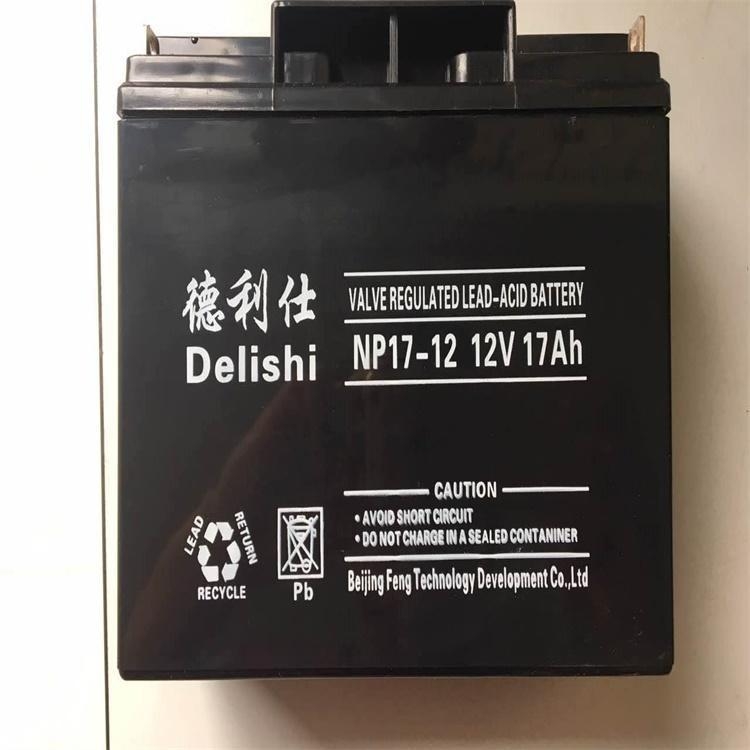 德利仕
Delishi
VALVE REGULATED LEAD-ACID BATTERY
NP17-12 12V 17Ah
CAUTION
• AVOID SHORT CIRCUIT
• DO NOT CHARGE IN A SEALED CONTANINER
Beijing Feng Technology Development Co.,Ltd
LEAD RETURN
RECYCLE
Pb